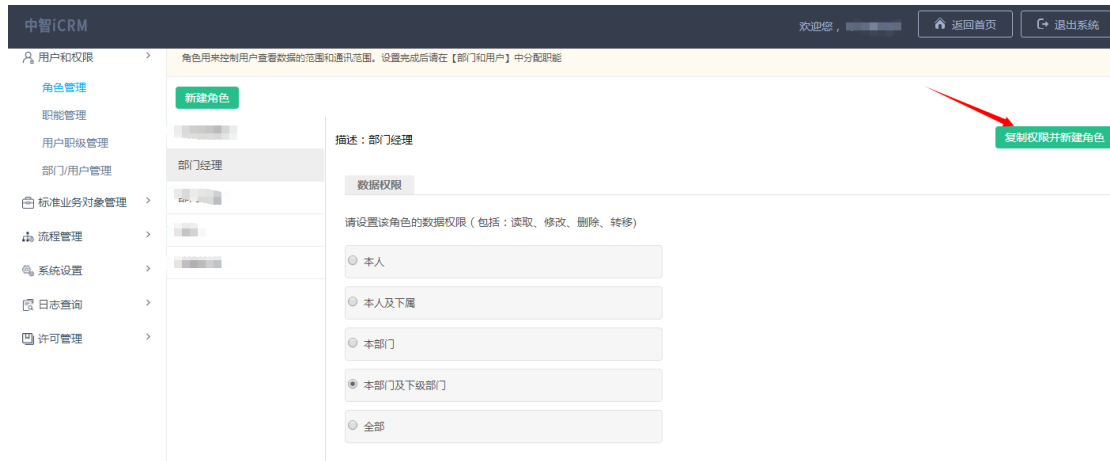 中智iCRM
欢迎您，
返回首页
退出系统
用户和权限
角色管理
职能管理
用户职级管理
部门/用户管理
标准业务对象管理
流程管理
系统设置
日志查询
许可管理
角色用来控制用户查看数据的范围和通讯范围。设置完成后请在【部门和用户】中分配职能
新建角色
部门经理
描述：部门经理
复制权限并新建角色
数据权限
请设置该角色的数据权限（包括：读取、修改、删除、转移)
本人
本人及下属
本部门
本部门及下级部门
全部